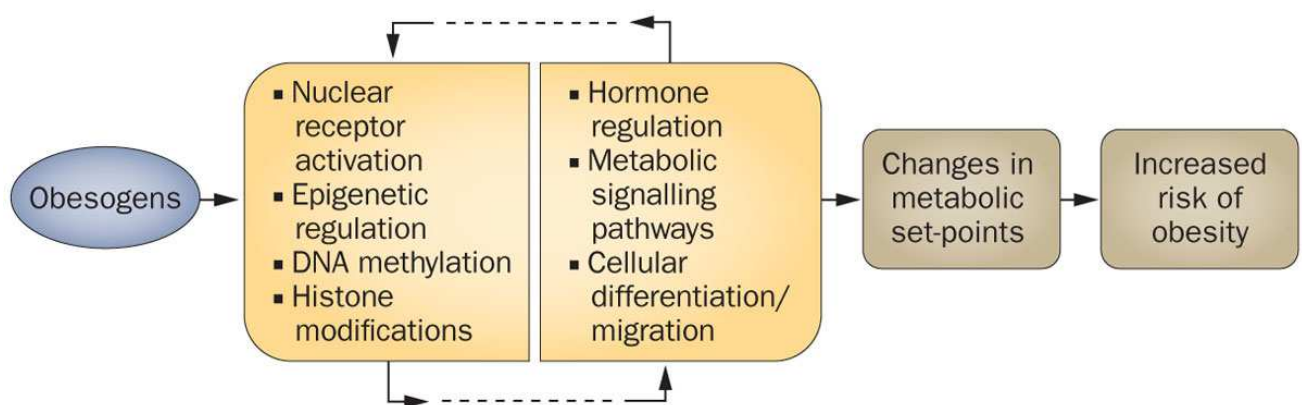 Obesogens
▪ Nuclear
receptor
activation
▪ Epigenetic
regulation
▪ DNA methylation
▪ Histone
modifications
▪ Hormone
regulation
▪ Metabolic
signalling
pathways
▪ Cellular
differentiation/
migration
Changes in
metabolic
set-points
Increased
risk of
obesity